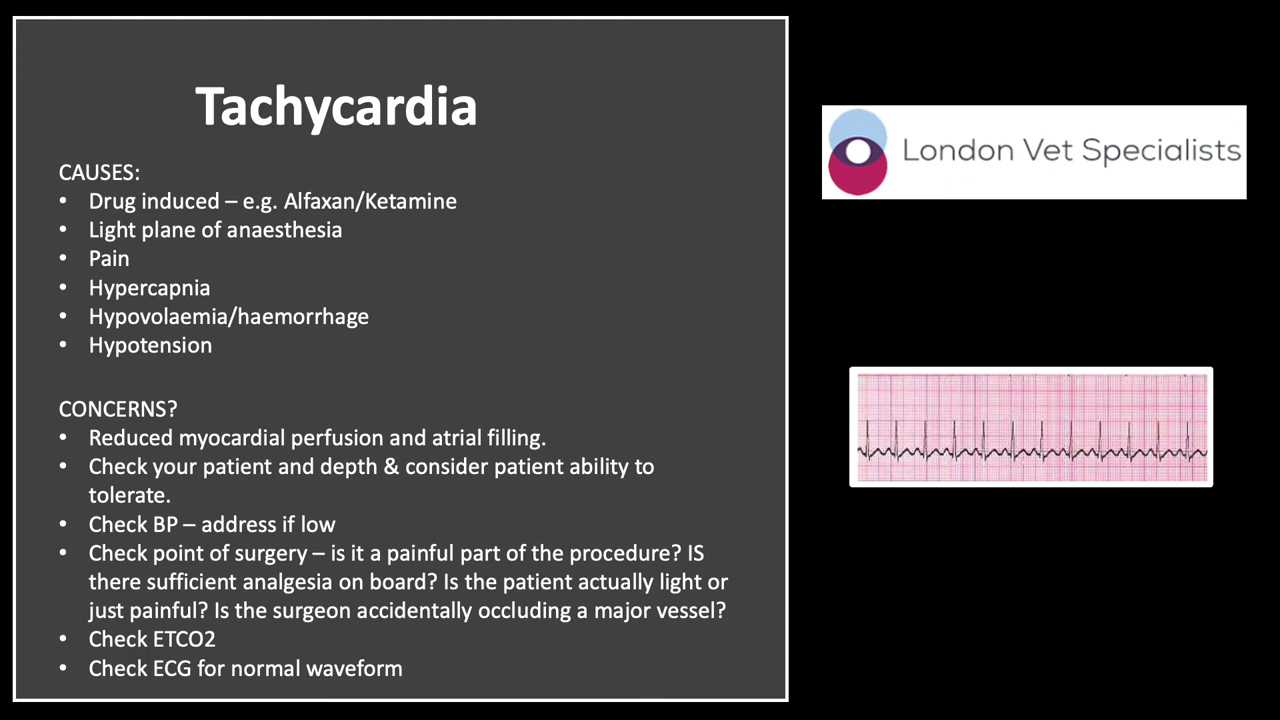 Tachycardia
CAUSES:
• Drug induced – e.g. Alfaxan/Ketamine
• Light plane of anaesthesia
• Pain
• Hypercapnia
• Hypovolaemia/haemorrhage
• Hypotension
CONCERNS?
• Reduced myocardial perfusion and atrial filling.
• Check your patient and depth & consider patient ability to
tolerate.
• Check BP – address if low
• Check point of surgery – is it a painful part of the procedure? IS
there sufficient analgesia on board? Is the patient actually light or
just painful? Is the surgeon accidentally occluding a major vessel?
• Check ETCO2
• Check ECG for normal waveform
London Vet Specialists